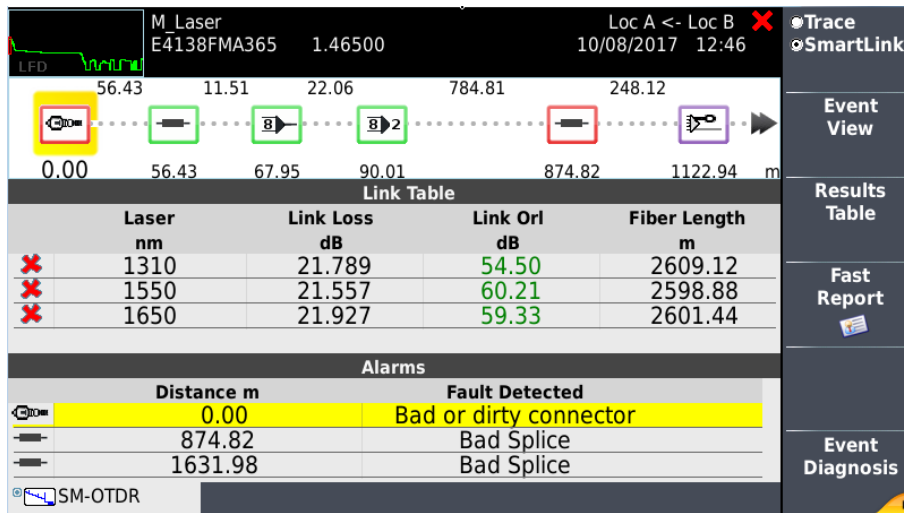 M_Laser Loc A <- Loc B Trace
E4138FMA365 1.46500 10/08/2017 12:46 SmartLink
LFD
56.43 11.51 22.06 784.81 248.12
8 8 2
0.00 56.43 67.95 90.01 874.82 1122.94 m
Event
View
Link Table
Laser Link Loss Link Orl Fiber Length
nm dB dB m
1310 21.789 54.50 2609.12
1550 21.557 60.21 2598.88
1650 21.927 59.33 2601.44
Results
Table
Fast
Report
Alarms
Distance m Fault Detected
0.00 Bad or dirty connector
874.82 Bad Splice
1631.98 Bad Splice
Event
Diagnosis
SM-OTDR